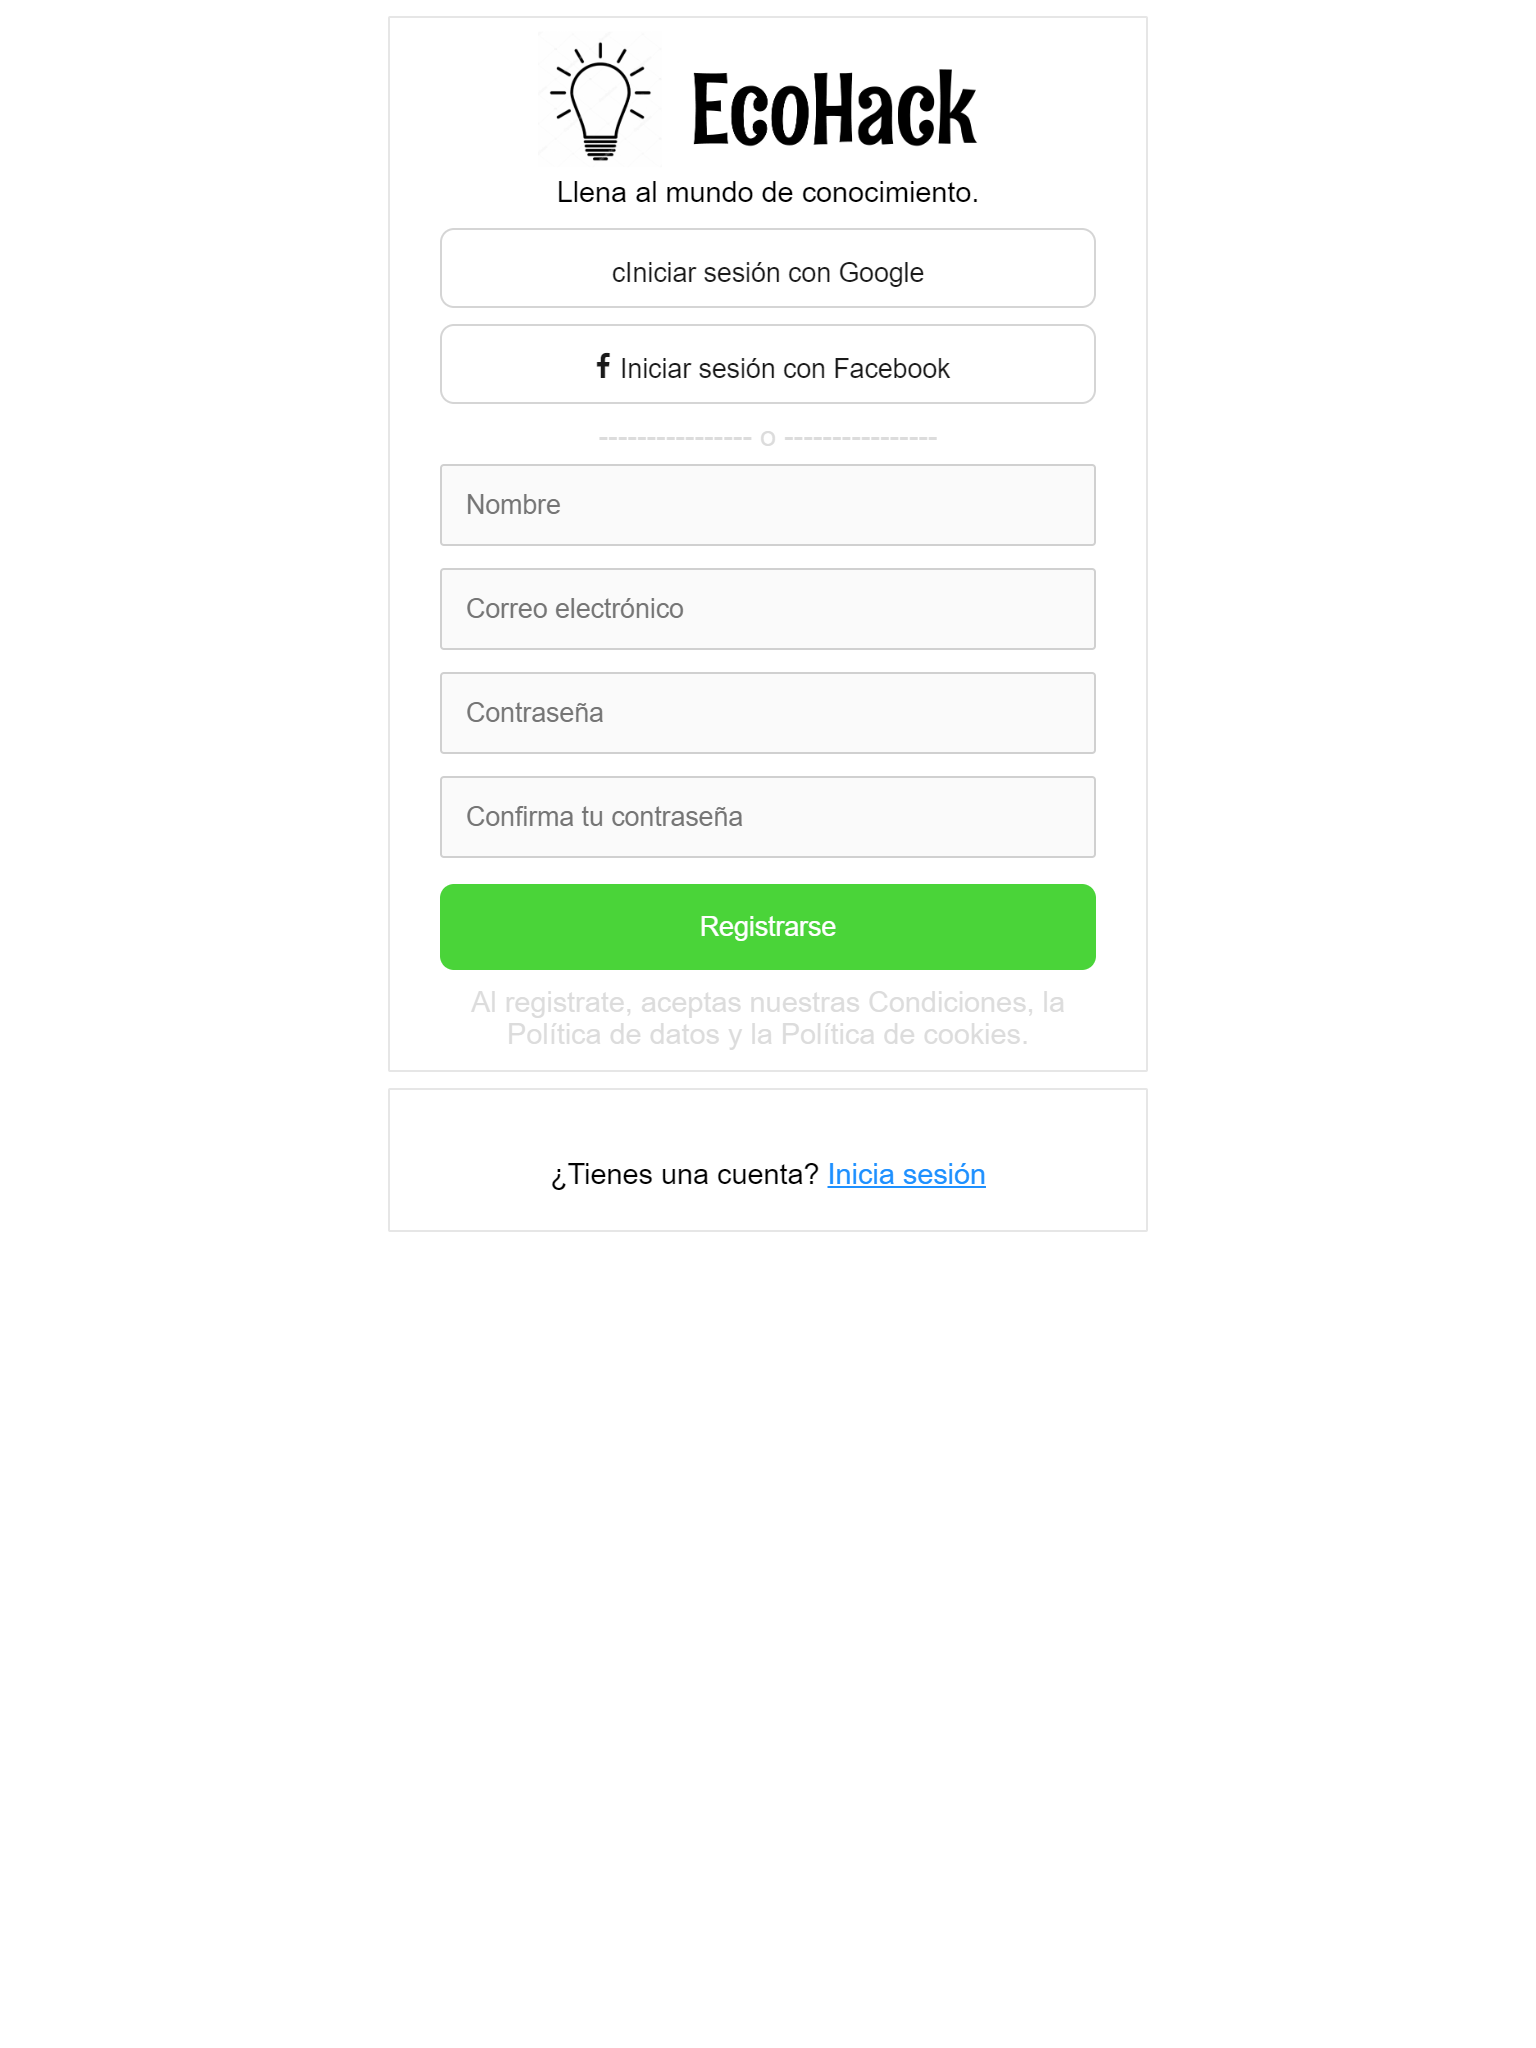 EcoHack
Llena al mundo de conocimiento.
cIniciar sesión con Google
f Iniciar sesión con Facebook
---------------- o ----------------
Nombre
Correo electrónico
Contraseña
Confirma tu contraseña
Registrarse
Al registrate, aceptas nuestras Condiciones, la
Política de datos y la Política de cookies.
¿Tienes una cuenta? Inicia sesión